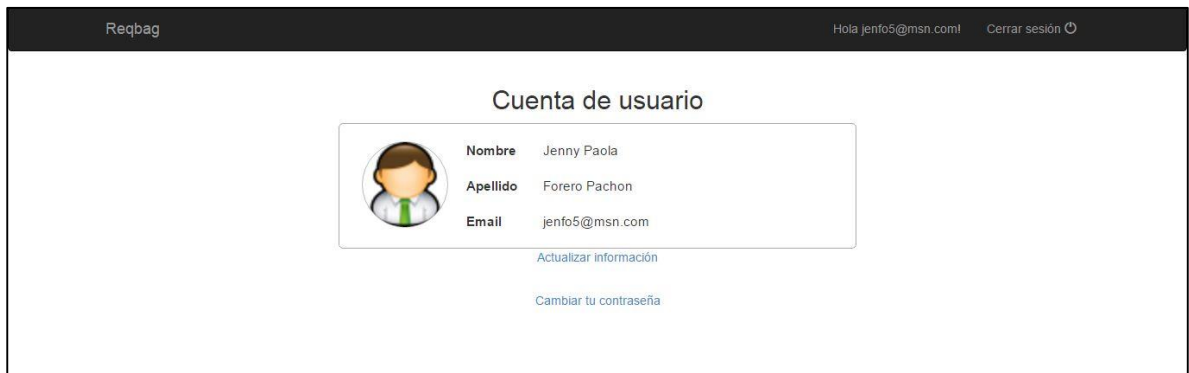 Reqbag Hola jenfo5@msn.com! Cerrar sesión
Cuenta de usuario
Nombre Jenny Paola
Apellido Forero Pachon
Email jenfo5@msn.com
Actualizar información
Cambiar tu contraseña